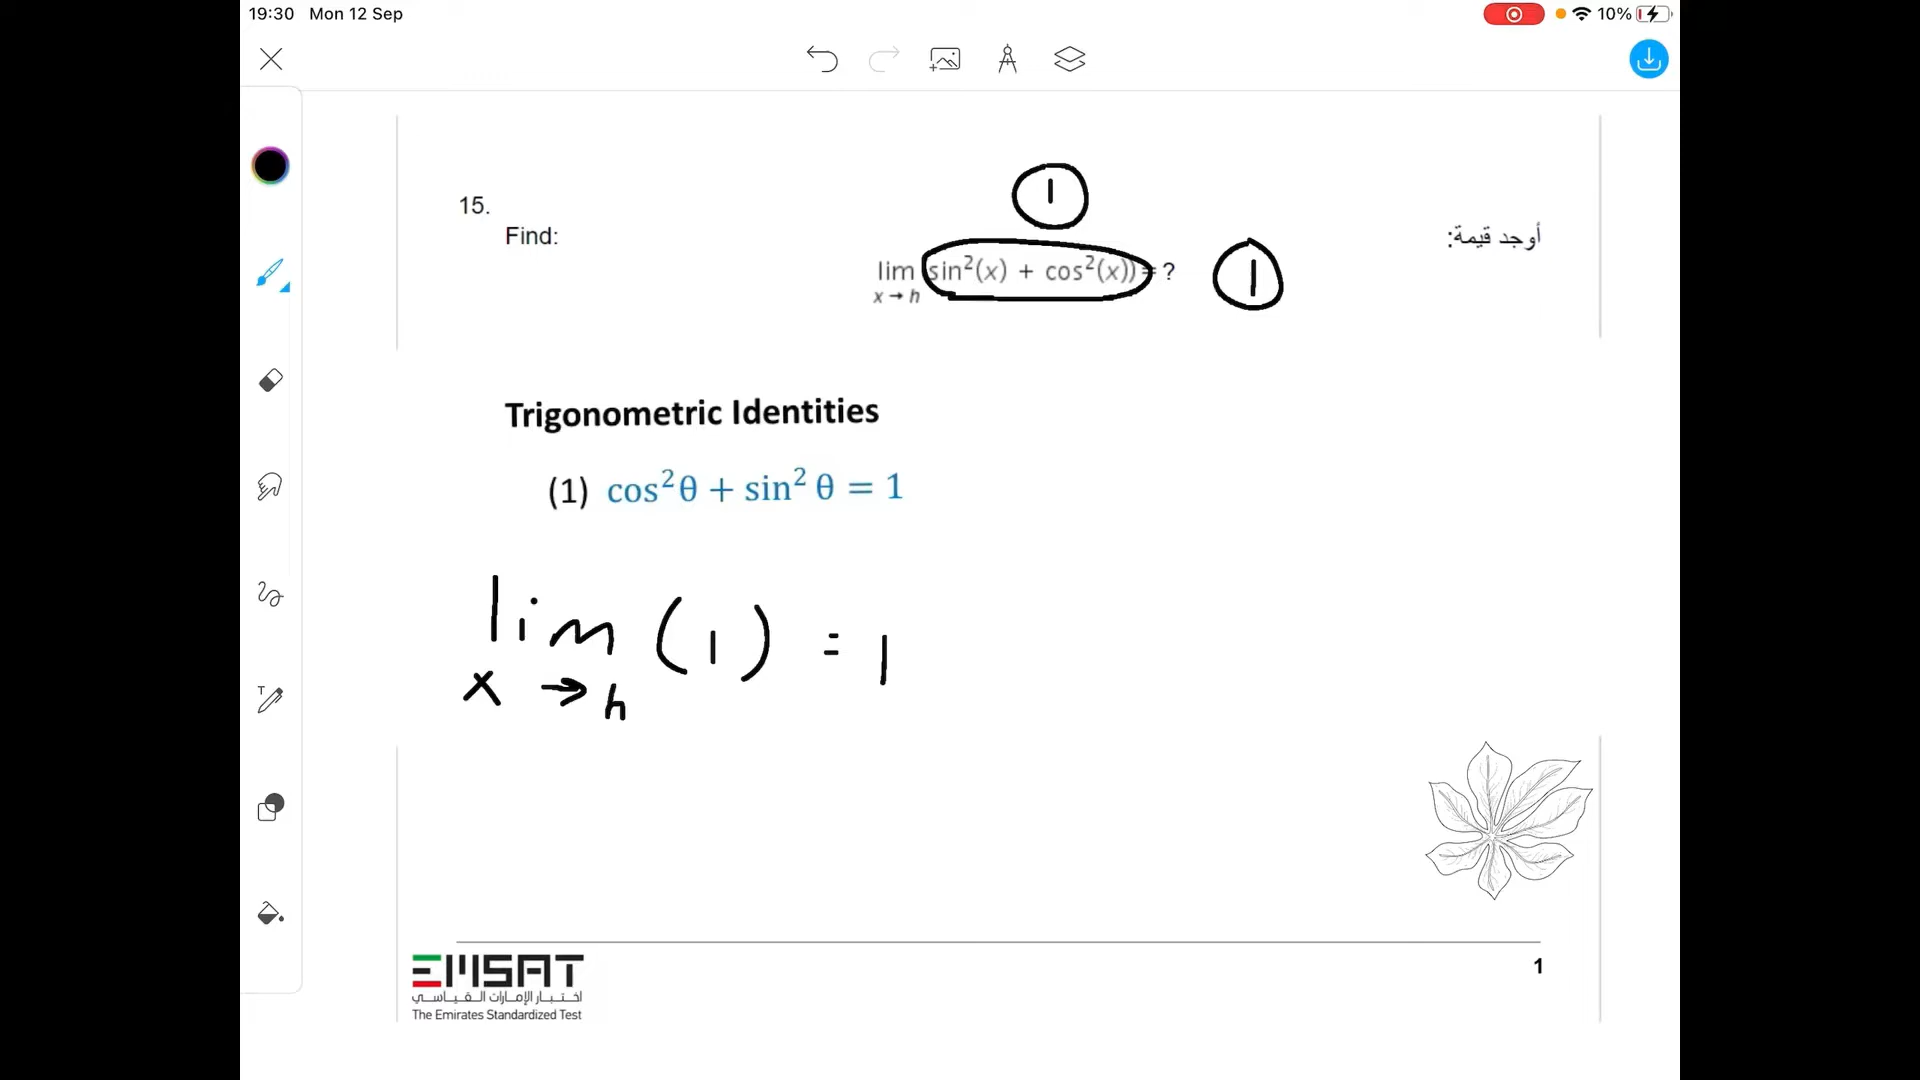 19:30 Mon 12 Sep 10%
1
15.
Find:
أوجد قيمة:
lim sin²(x) + cos²(x)) = ? 1
x → h
Trigonometric Identities
(1) cos²θ + sin² θ = 1
lim (1) = 1
x → h
EMSAT
اختبار الإمارات القياسي
The Emirates Standardized Test
1